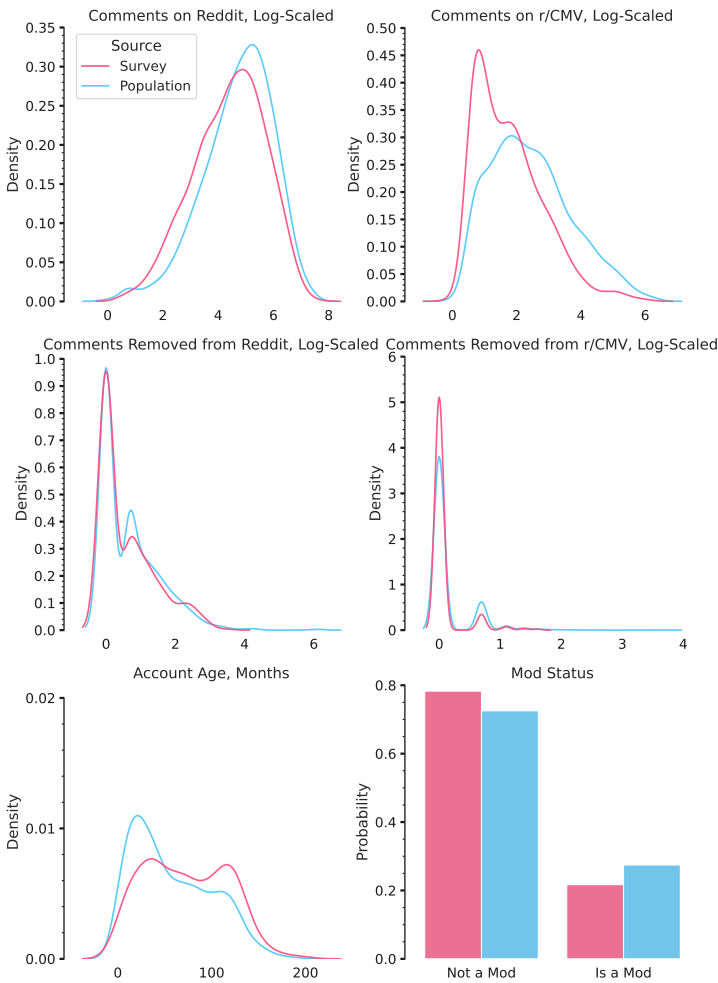 Comments on Reddit, Log-Scaled
0.35
0.30
0.25
0.20
0.15
0.10
0.05
0.00
Density
Source
Survey
Population
0 2 4 6 8
Comments on r/CMV, Log-Scaled
0.50
0.45
0.40
0.35
0.30
0.25
0.20
0.15
0.10
0.05
0.00
Density
0 2 4 6
Comments Removed from Reddit, Log-Scaled
1.0
0.9
0.8
0.7
0.6
0.5
0.4
0.3
0.2
0.1
0.0
Density
0 2 4 6
Comments Removed from r/CMV, Log-Scaled
6
5
4
3
2
1
0
Density
0 1 2 3 4
Account Age, Months
0.02
0.01
0.00
Density
0 100 200
Mod Status
0.8
0.6
0.4
0.2
0.0
Probability
Not a Mod Is a Mod